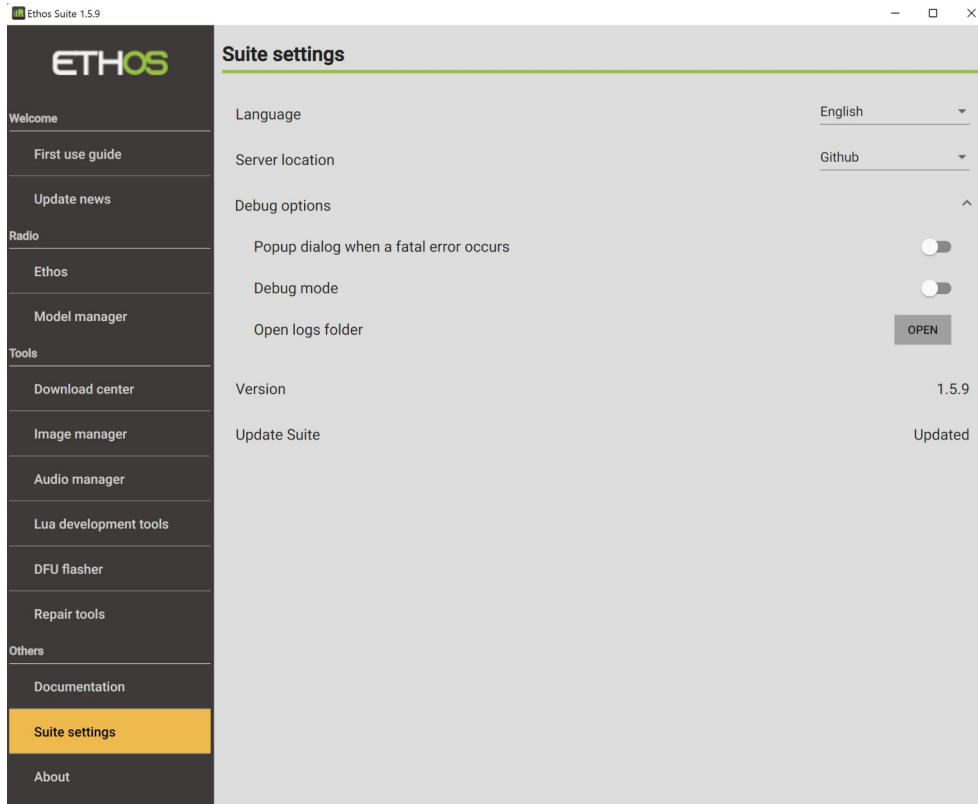 Ethos Suite 1.5.9
ETHOS
Welcome
First use guide
Update news
Radio
Ethos
Model manager
Tools
Download center
Image manager
Audio manager
Lua development tools
DFU flasher
Repair tools
Others
Documentation
Suite settings
About
Suite settings
Language English
Server location Github
Debug options
Popup dialog when a fatal error occurs
Debug mode
Open logs folder OPEN
Version 1.5.9
Update Suite Updated